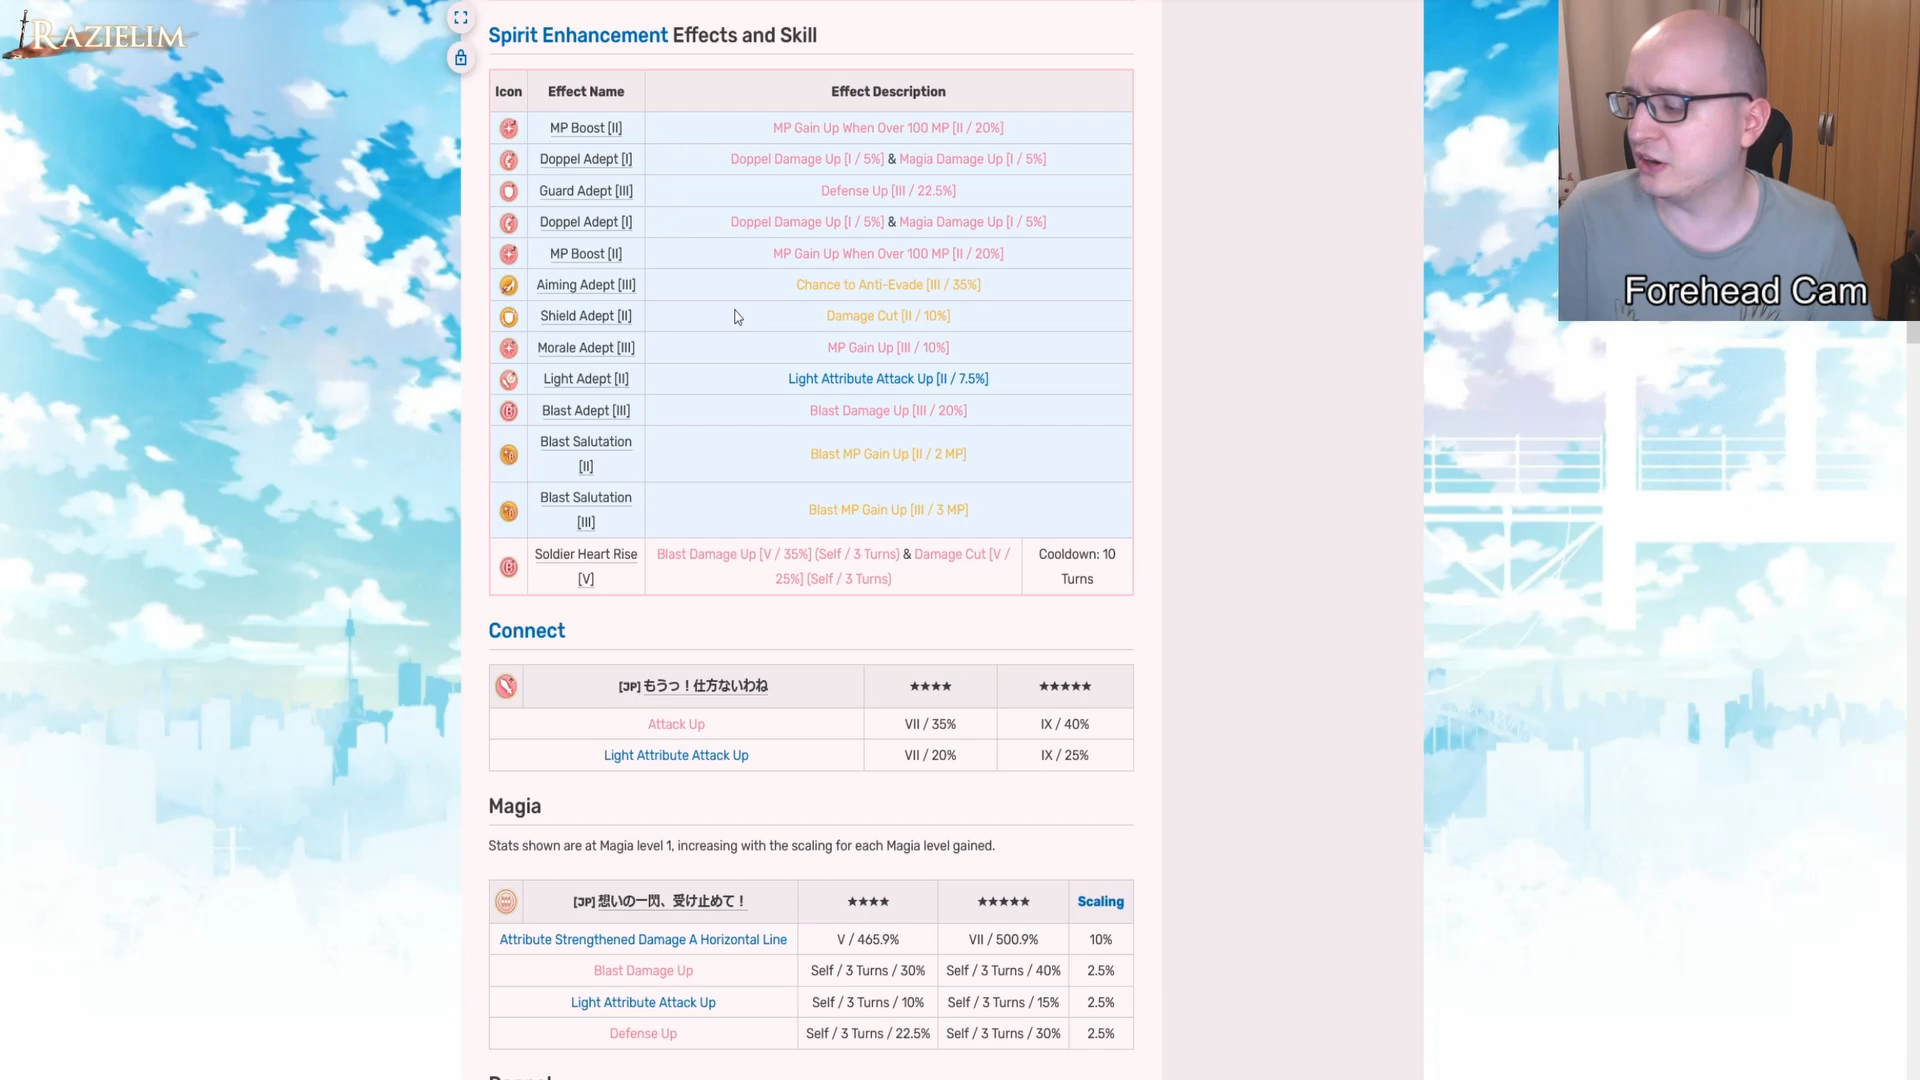 RAZIELIM
Spirit Enhancement Effects and Skill
Icon Effect Name Effect Description
MP Boost [II] MP Gain Up When Over 100 MP [II / 20%]
Doppel Adept [I] Doppel Damage Up [I / 5%] & Magia Damage Up [I / 5%]
Guard Adept [III] Defense Up [III / 22.5%]
Doppel Adept [I] Doppel Damage Up [I / 5%] & Magia Damage Up [I / 5%]
MP Boost [II] MP Gain Up When Over 100 MP [II / 20%]
Aiming Adept [III] Chance to Anti-Evade [III / 35%]
Shield Adept [II] Damage Cut [II / 10%]
Morale Adept [III] MP Gain Up [III / 10%]
Light Adept [II] Light Attribute Attack Up [II / 7.5%]
Blast Adept [III] Blast Damage Up [III / 20%]
Blast Salutation
[II] Blast MP Gain Up [II / 2 MP]
Blast Salutation
[III] Blast MP Gain Up [III / 3 MP]
Soldier Heart Rise Blast Damage Up [V / 35%] (Self / 3 Turns) & Damage Cut [V / Cooldown: 10
[V] 25%] (Self / 3 Turns) Turns
Connect
[JP] もうっ！仕方ないわね ★★★★ ★★★★★
Attack Up VII / 35% IX / 40%
Light Attribute Attack Up VII / 20% IX / 25%
Magia
Stats shown are at Magia level 1, increasing with the scaling for each Magia level gained.
[JP] 想いの一閃、受け止めて！ ★★★★ ★★★★★ Scaling
Attribute Strengthened Damage A Horizontal Line V / 465.9% VII / 500.9% 10%
Blast Damage Up Self / 3 Turns / 30% Self / 3 Turns / 40% 2.5%
Light Attribute Attack Up Self / 3 Turns / 10% Self / 3 Turns / 15% 2.5%
Defense Up Self / 3 Turns / 22.5% Self / 3 Turns / 30% 2.5%
Forehead Cam